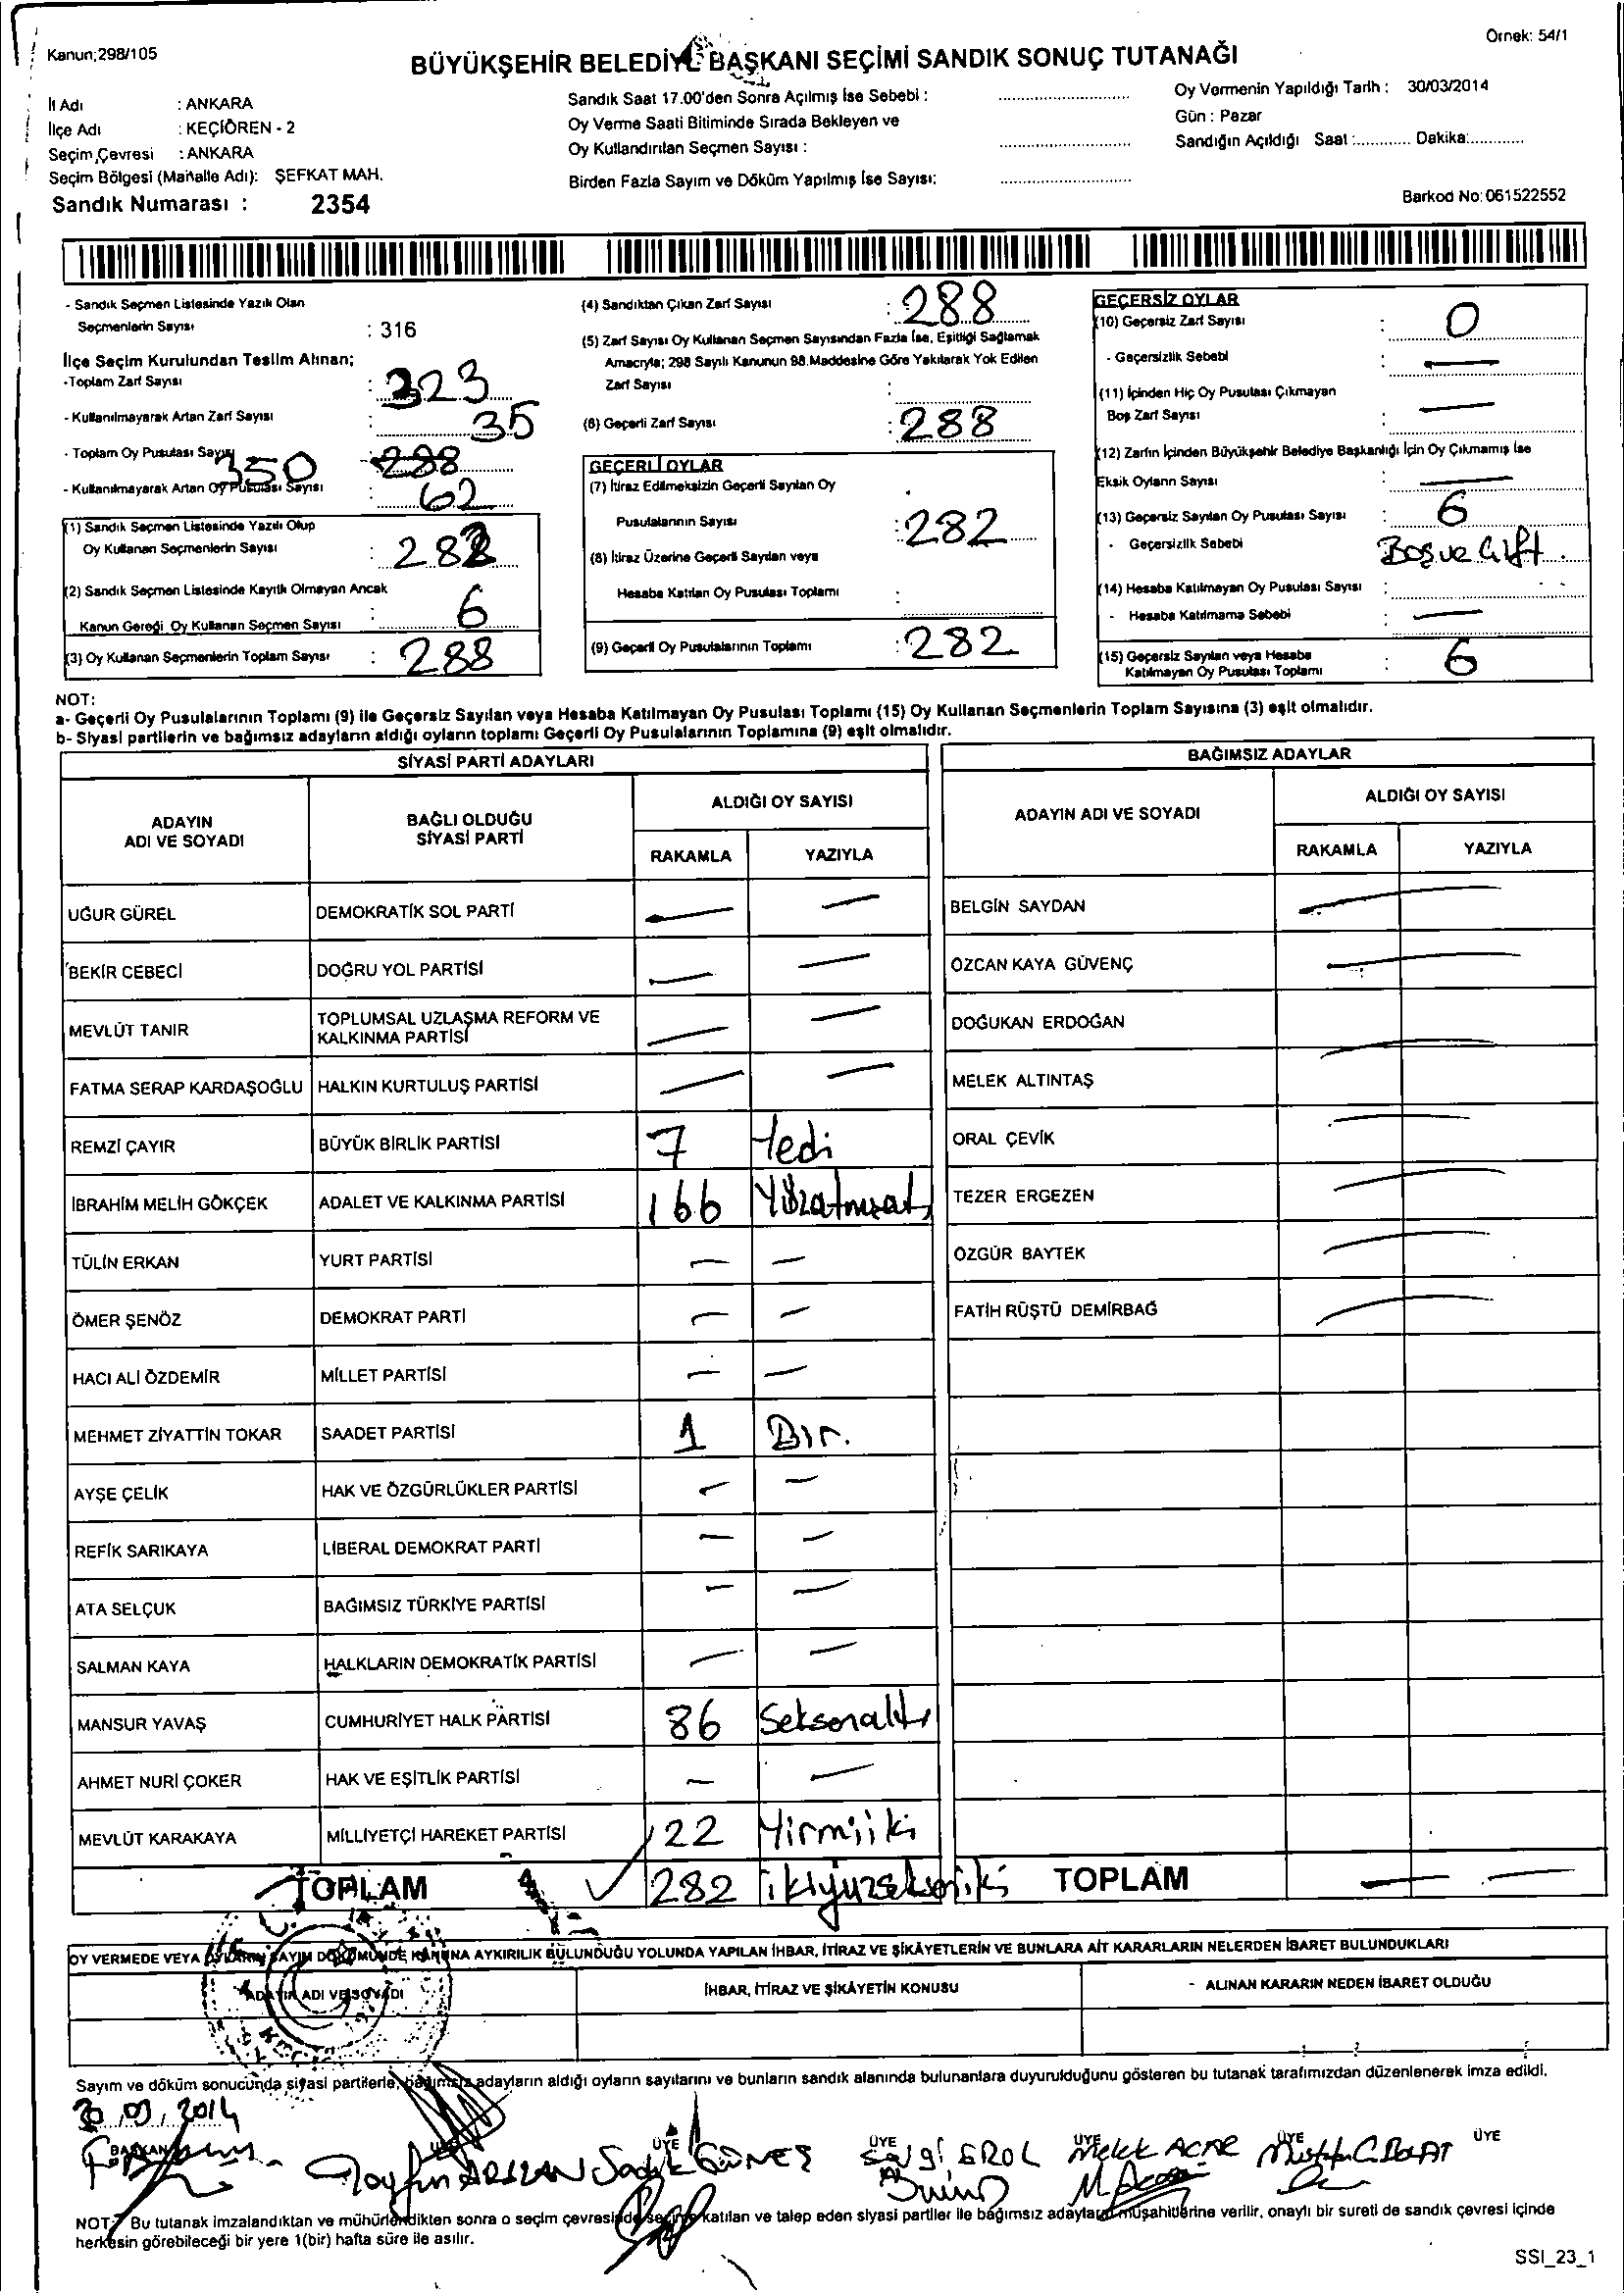 Kanun;298/105
Örnek: 54/1
BÜYÜKŞEHİR BELEDİYE BAŞKANI SEÇİMİ SANDIK SONUÇ TUTANAĞI
İl Adı : ANKARA
İlçe Adı : KEÇİÖREN - 2
Seçim Çevresi : ANKARA
Seçim Bölgesi (Mahalle Adı): ŞEFKAT MAH.
Sandık Numarası : 2354
Sandık Saat 17.00'den Sonra Açılmış İse Sebebi :
Oy Verme Saati Bitiminde Sırada Bekleyen ve
Oy Kullandırılan Seçmen Sayısı :
Birden Fazla Sayım ve Döküm Yapılmış İse Sayısı:
Oy Vermenin Yapıldığı Tarih : 30/03/2014
Gün : Pazar
Sandığın Açıldığı Saat :............ Dakika:............
Barkod No: 061522552
- Sandık Seçmen Listesinde Yazılı Olan
Seçmenlerin Sayısı : 316
İlçe Seçim Kurulundan Teslim Alınan;
-Toplam Zarf Sayısı : 323
- Kullanılmayarak Artan Zarf Sayısı : 35
- Toplam Oy Pusulası Sayısı 350 : 288
- Kullanılmayarak Artan Oy Pusulası Sayısı : 62
(1) Sandık Seçmen Listesinde Yazılı Olup
Oy Kullanan Seçmenlerin Sayısı : 282
(2) Sandık Seçmen Listesinde Kayıtlı Olmayan Ancak
Kanun Gereği Oy Kullanan Seçmen Sayısı : 6
(3) Oy Kullanan Seçmenlerin Toplam Sayısı : 288
(4) Sandıktan Çıkan Zarf Sayısı : 288
(5) Zarf Sayısı Oy Kullanan Seçmen Sayısından Fazla İse, Eşitliği Sağlamak
Amacıyla; 298 Sayılı Kanunun 98.Maddesine Göre Yakılarak Yok Edilen
Zarf Sayısı :
(6) Geçerli Zarf Sayısı : 288
GEÇERLİ OYLAR
(7) İtiraz Edilmeksizin Geçerli Sayılan Oy
Pusulalarının Sayısı : 282
(8) İtiraz Üzerine Geçerli Sayılan veya
Hesaba Katılan Oy Pusulası Toplamı :
(9) Geçerli Oy Pusulalarının Toplamı : 282
GEÇERSİZ OYLAR
(10) Geçersiz Zarf Sayısı : 0
- Geçersizlik Sebebi : —
(11) İçinden Hiç Oy Pusulası Çıkmayan
Boş Zarf Sayısı : —
(12) Zarfın İçinden Büyükşehir Belediye Başkanlığı İçin Oy Çıkmamış İse
Eksik Oyların Sayısı : —
(13) Geçersiz Sayılan Oy Pusulası Sayısı : 6
- Geçersizlik Sebebi Boş ve Çift
(14) Hesaba Katılmayan Oy Pusulası Sayısı :
- Hesaba Katılmama Sebebi : —
(15) Geçersiz Sayılan veya Hesaba
Katılmayan Oy Pusulası Toplamı : 6
NOT:
a- Geçerli Oy Pusulalarının Toplamı (9) ile Geçersiz Sayılan veya Hesaba Katılmayan Oy Pusulası Toplamı (15) Oy Kullanan Seçmenlerin Toplam Sayısına (3) eşit olmalıdır.
b- Siyasi partilerin ve bağımsız adayların aldığı oyların toplamı Geçerli Oy Pusulalarının Toplamına (9) eşit olmalıdır.
SİYASİ PARTİ ADAYLARI
ADAYIN ADI VE SOYADI
BAĞLI OLDUĞU SİYASİ PARTİ
ALDIĞI OY SAYISI
RAKAMLA YAZIYLA
UĞUR GÜREL DEMOKRATİK SOL PARTİ — —
BEKİR CEBECİ DOĞRU YOL PARTİSİ — —
MEVLÜT TANIR TOPLUMSAL UZLAŞMA REFORM VE KALKINMA PARTİSİ — —
FATMA SERAP KARDAŞOĞLU HALKIN KURTULUŞ PARTİSİ — —
REMZİ ÇAYIR BÜYÜK BİRLİK PARTİSİ 7 Yedi
İBRAHİM MELİH GÖKÇEK ADALET VE KALKINMA PARTİSİ 166 Yüzatmışaltı
TÜLİN ERKAN YURT PARTİSİ — —
ÖMER ŞENÖZ DEMOKRAT PARTİ — —
HACI ALİ ÖZDEMİR MİLLET PARTİSİ — —
MEHMET ZİYATTİN TOKAR SAADET PARTİSİ 1 Bir.
AYŞE ÇELİK HAK VE ÖZGÜRLÜKLER PARTİSİ — —
REFİK SARIKAYA LİBERAL DEMOKRAT PARTİ — —
ATA SELÇUK BAĞIMSIZ TÜRKİYE PARTİSİ — —
SALMAN KAYA HALKLARIN DEMOKRATİK PARTİSİ — —
MANSUR YAVAŞ CUMHURİYET HALK PARTİSİ 86 Seksenaltı
AHMET NURİ ÇOKER HAK VE EŞİTLİK PARTİSİ — —
MEVLÜT KARAKAYA MİLLİYETÇİ HAREKET PARTİSİ 22 Yirmiiki
TOPLAM 282 ikiyüzsekseniki
BAĞIMSIZ ADAYLAR
ADAYIN ADI VE SOYADI
ALDIĞI OY SAYISI
RAKAMLA YAZIYLA
BELGİN SAYDAN —
ÖZCAN KAYA GÜVENÇ —
DOĞUKAN ERDOĞAN —
MELEK ALTINTAŞ —
ORAL ÇEVİK —
TEZER ERGEZEN —
ÖZGÜR BAYTEK —
FATİH RÜŞTÜ DEMİRBAĞ —
TOPLAM — —
OY VERMEDE VEYA OYLARIN SAYIM DÖKÜMÜNDE KANUNA AYKIRILIK BULUNDUĞU YOLUNDA YAPILAN İHBAR, İTİRAZ VE ŞİKÂYETLERİN VE BUNLARA AİT KARARLARIN NELERDEN İBARET BULUNDUKLARI
ADAYIN ADI VE SOYADI
İHBAR, İTİRAZ VE ŞİKÂYETİN KONUSU
- ALINAN KARARIN NEDEN İBARET OLDUĞU
Sayım ve döküm sonucunda siyasi partilerle, bağımsız adayların aldığı oyların sayılarını ve bunların sandık alanında bulunanlara duyurulduğunu gösteren bu tutanak tarafımızdan düzenlenerek imza edildi.
30/03/2014
BAŞKAN ÜYE ÜYE ÜYE ÜYE ÜYE
Tayfun ARSLAN Sadık GÜNEŞ Sevgi EROL Melek ACAR
NOT: Bu tutanak imzalandıktan ve mühürlendikten sonra o seçim çevresinde seçime katılan ve talep eden siyasi partiler ile bağımsız adayların müşahitlerine verilir, onaylı bir sureti de sandık çevresi içinde
herkesin görebileceği bir yere 1(bir) hafta süre ile asılır.
SSI_23_1